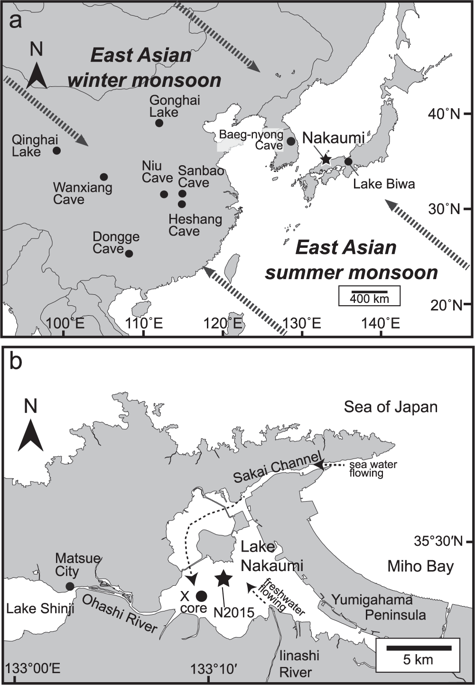 a
N
East Asian
winter monsoon
Gonghai
Lake
Qinghai
Lake
Baeg-nyong
Cave
Nakaumi
40°N
Niu
Cave
Sanbao
Cave
Wanxiang
Cave
Lake Biwa
Heshang
Cave
30°N
Dongge
Cave
East Asian
summer monsoon
400 km
20°N
100°E
110°E
120°E
130°E
140°E
b
N
Sea of Japan
Sakai Channel
sea water
flowing
35°30'N
Lake
Nakaumi
Miho Bay
Matsue
City
X
core
N2015
freshwater
flowing
Yumigahama
Peninsula
Lake Shinji
Ohashi River
Iinashi
River
5 km
133°00'E
133°10'